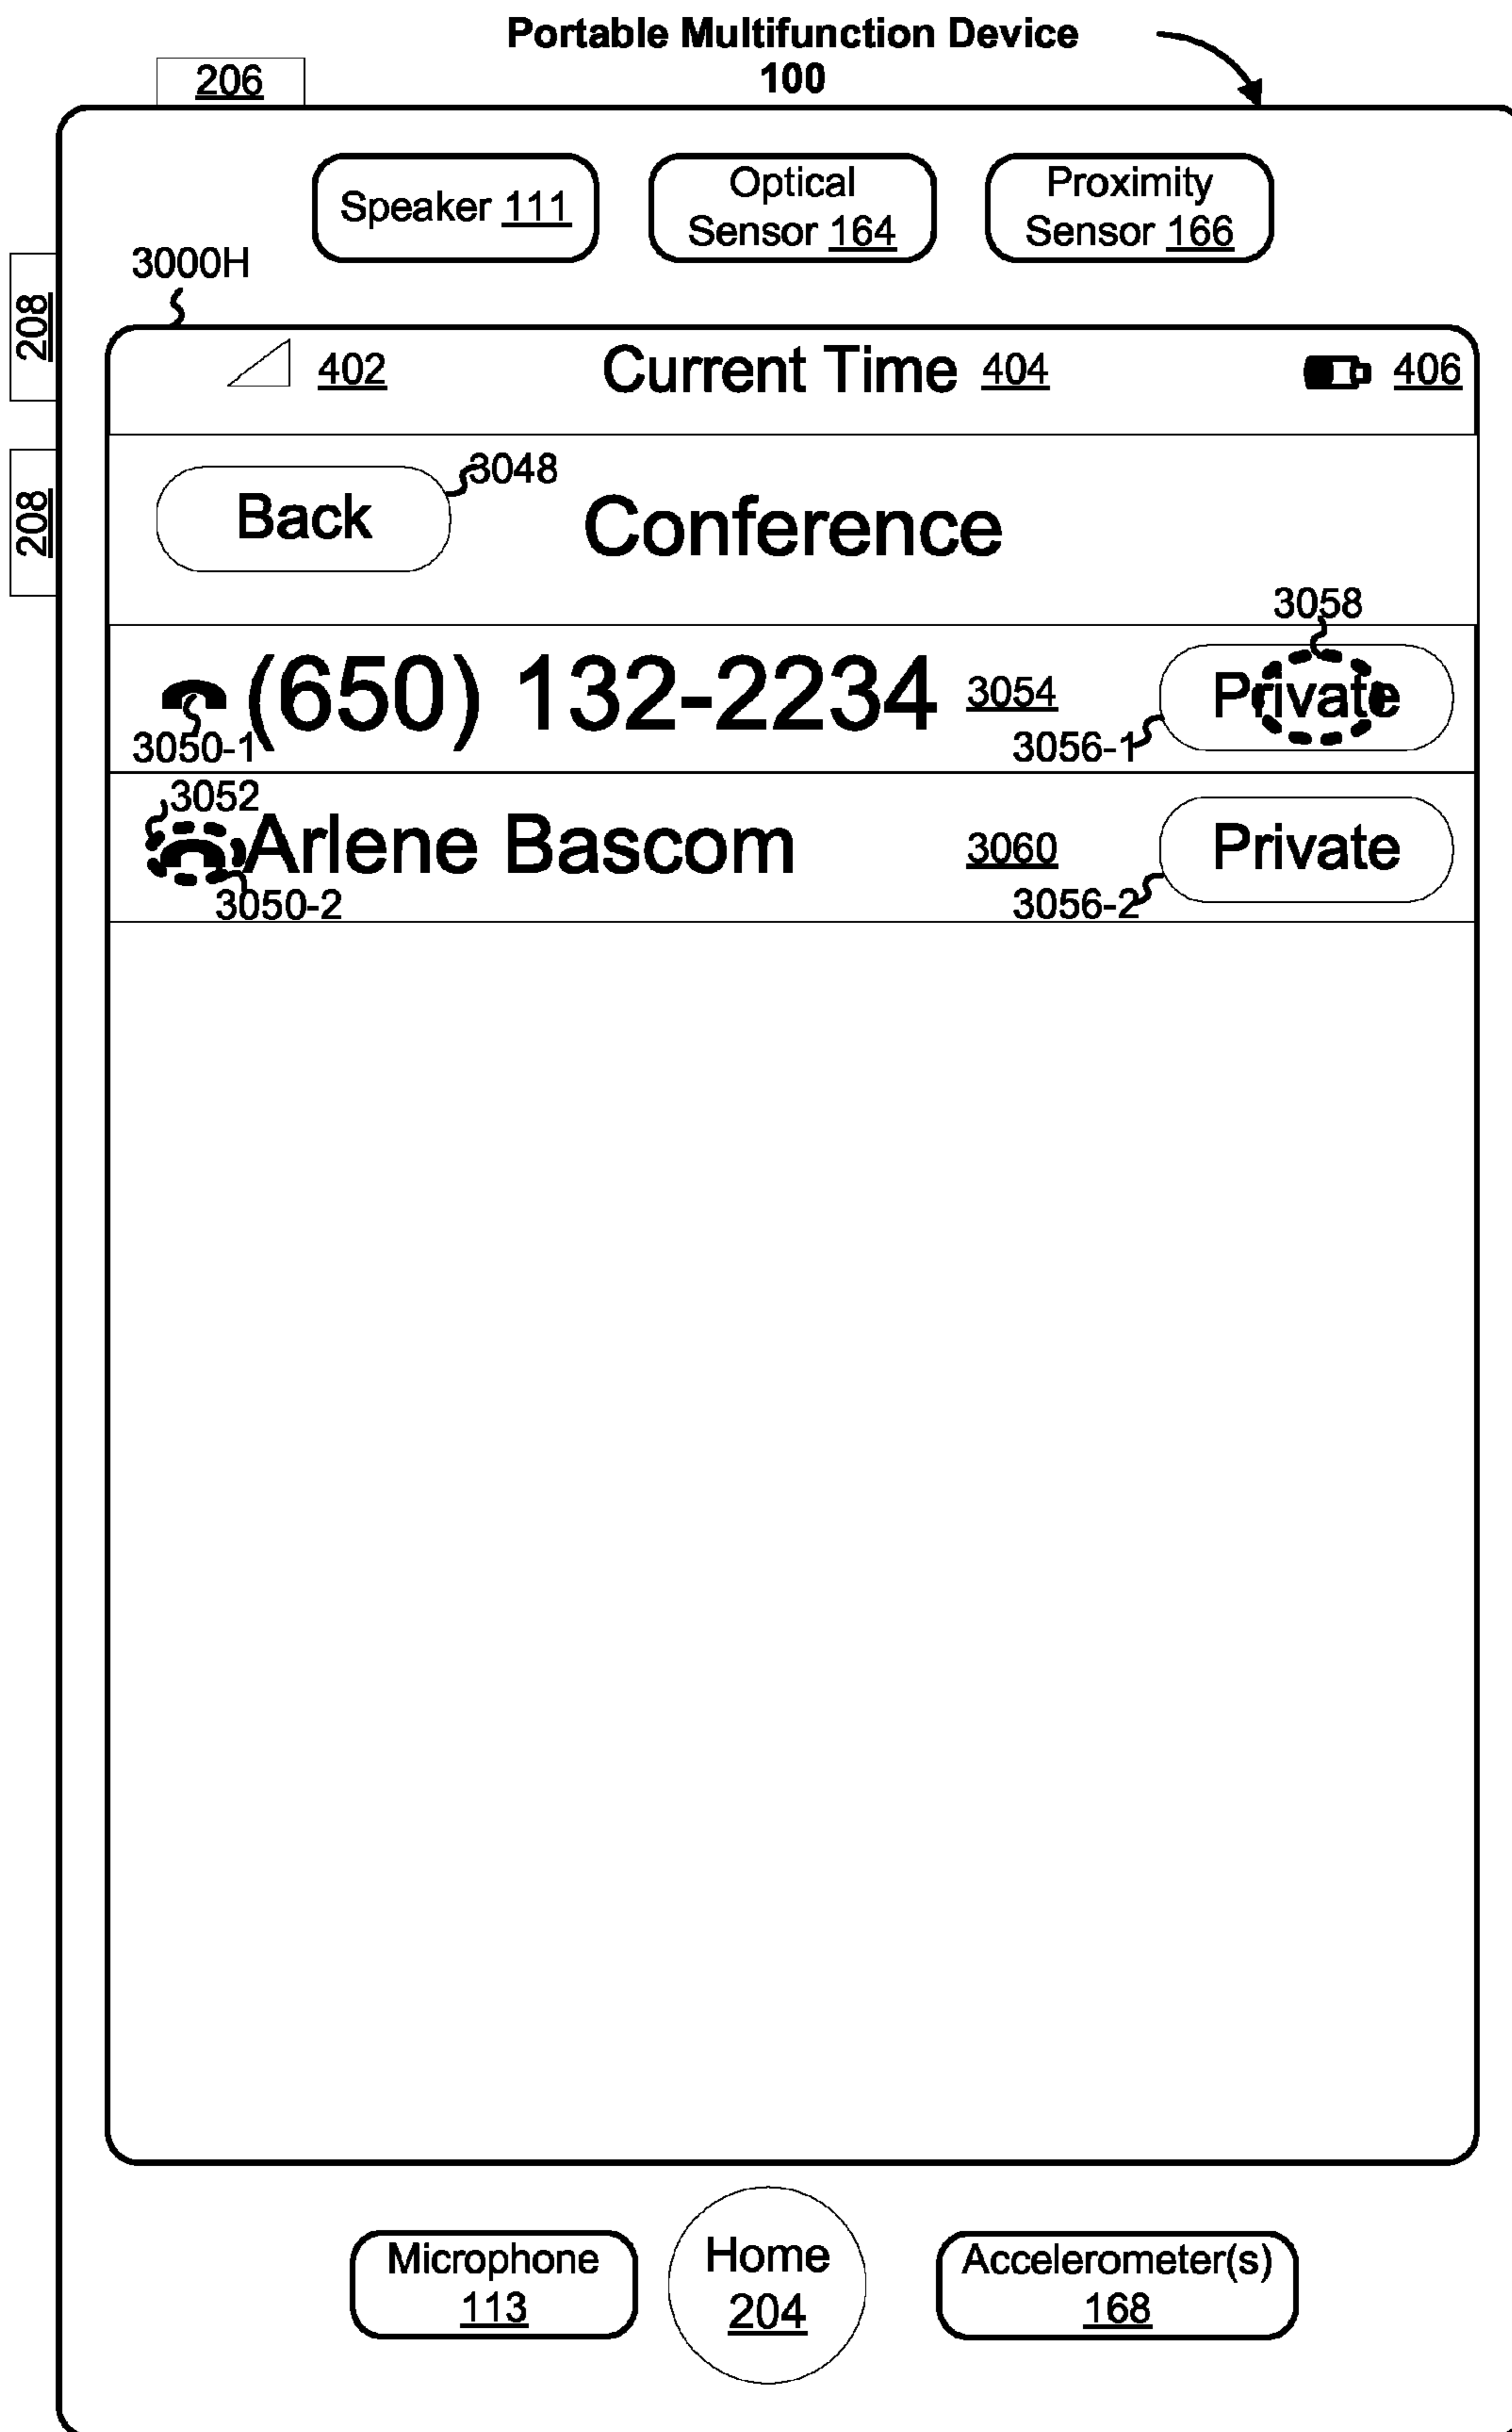 Portable Multifunction Device
100
206
Speaker 111
Optical
Sensor 164
Proximity
Sensor 166
3000H
208
208
402
Current Time 404
406
Back
3048
Conference
3058
(650) 132-2234
3054
Private
3050-1
3056-1
3052
Arlene Bascom
3060
Private
3050-2
3056-2
Microphone
113
Home
204
Accelerometer(s)
168